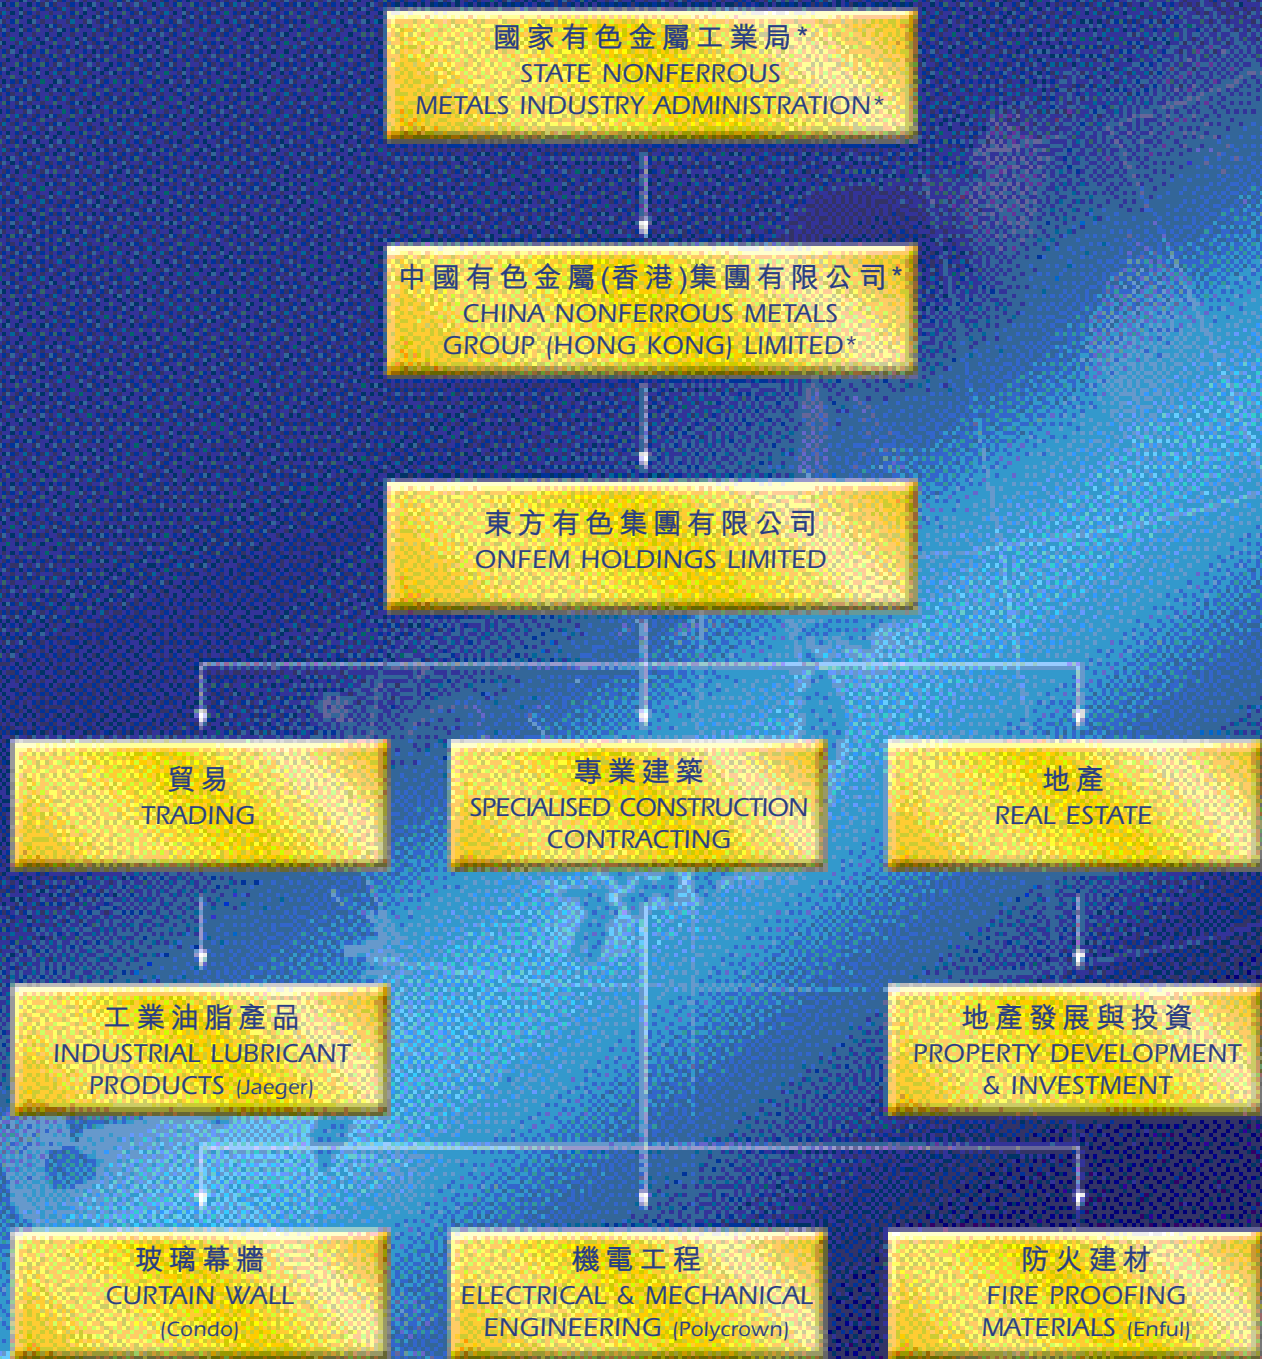 國家有色金屬工業局*
STATE NONFERROUS
METALS INDUSTRY ADMINISTRATION*
中國有色金屬(香港)集團有限公司*
CHINA NONFERROUS METALS
GROUP (HONG KONG) LIMITED*
東方有色集團有限公司
ONFEM HOLDINGS LIMITED
貿易
TRADING
專業建築
SPECIALISED CONSTRUCTION
CONTRACTING
地產
REAL ESTATE
工業油脂產品
INDUSTRIAL LUBRICANT
PRODUCTS (Jaeger)
地產發展與投資
PROPERTY DEVELOPMENT
& INVESTMENT
玻璃幕牆
CURTAIN WALL
(Condo)
機電工程
ELECTRICAL & MECHANICAL
ENGINEERING (Polycrown)
防火建材
FIRE PROOFING
MATERIALS (Enful)